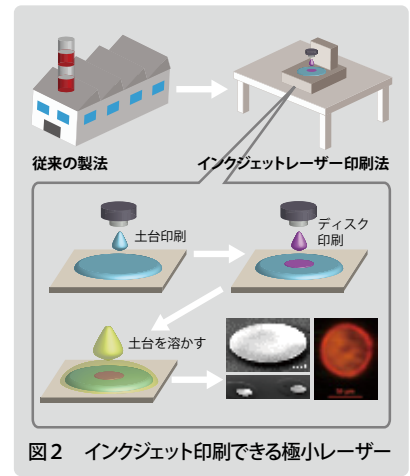 従来の製法
インクジェットレーザー印刷法
土台印刷
ディスク
印刷
土台を溶かす
図2 インクジェット印刷できる極小レーザー